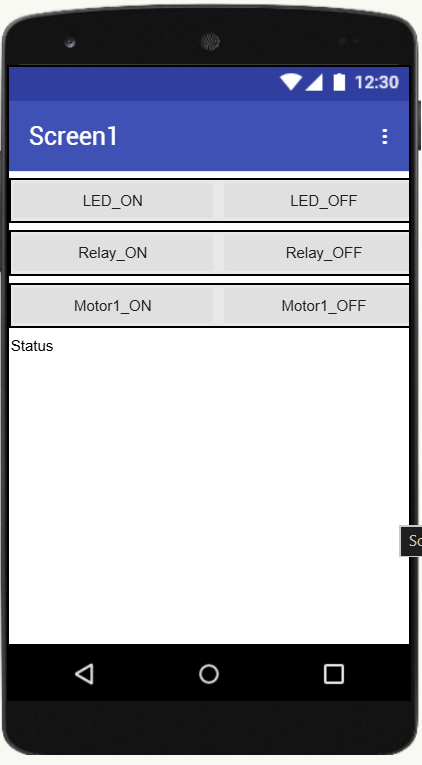 12:30
Screen1
LED_ON LED_OFF
Relay_ON Relay_OFF
Motor1_ON Motor1_OFF
Status